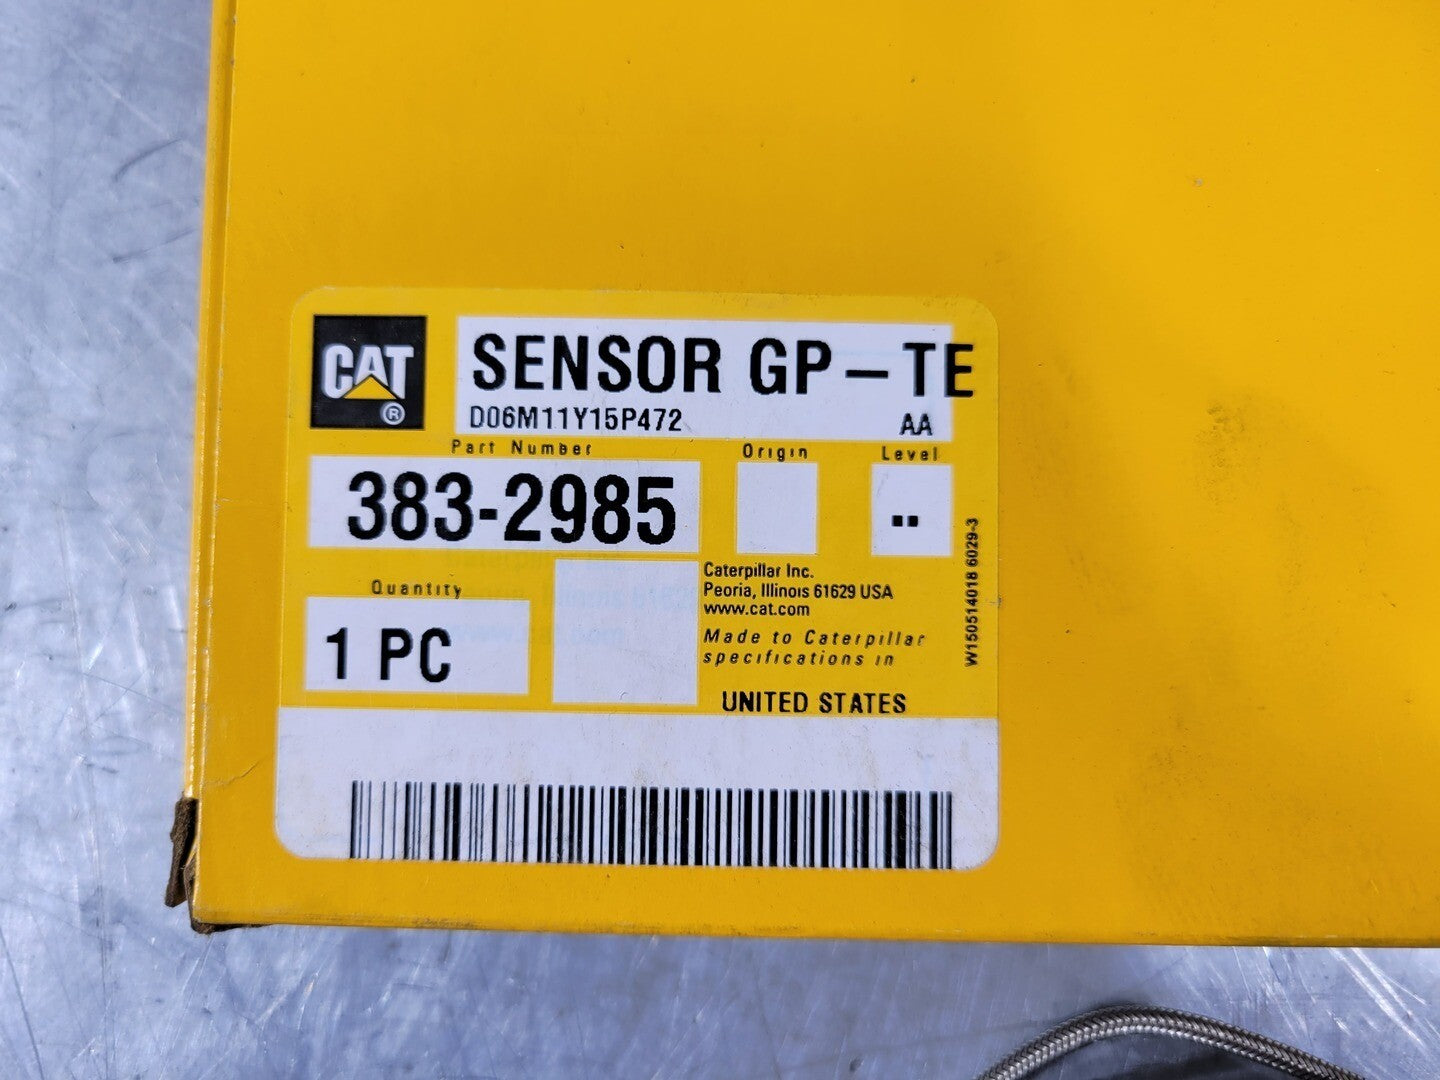 CAT
®
SENSOR GP-TE
D06M11Y15P472 AA
Part Number Origin Level
383-2985 ..
Quantity
1 PC
Caterpillar Inc.
Peoria, Illinois 61629 USA
www.cat.com
Made to Caterpillar
specifications in
UNITED STATES
W150514018 6029-3